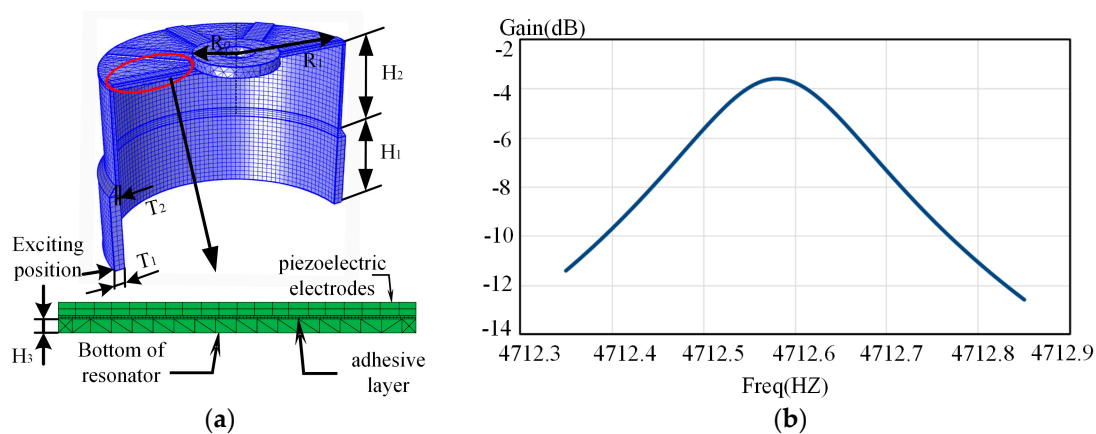 R₀
R₁
H₂
H₁
T₂
T₁
Exciting
position
piezoelectric
electrodes
H₃
Bottom of
resonator
adhesive
layer
(a)
Gain(dB)
-2
-4
-6
-8
-10
-12
-14
4712.3 4712.4 4712.5 4712.6 4712.7 4712.8 4712.9
Freq(HZ)
(b)